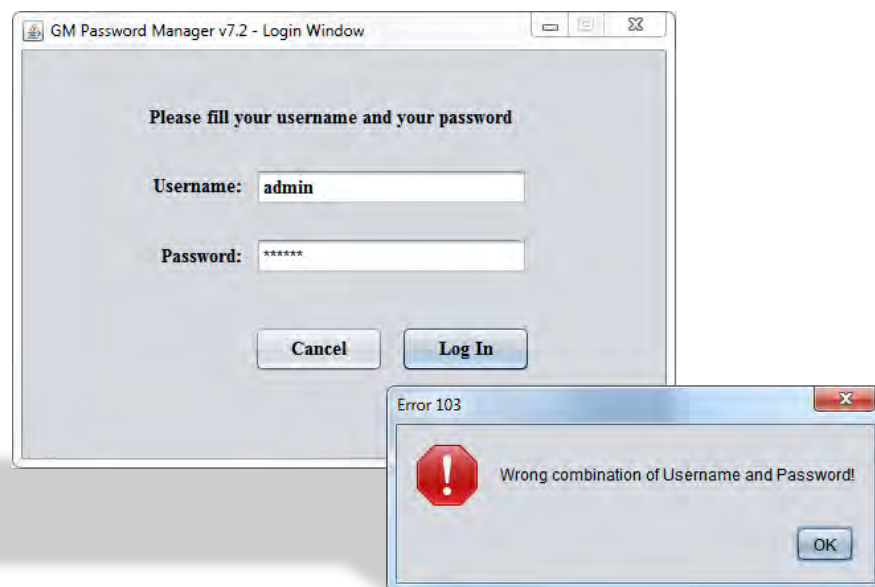 GM Password Manager v7.2 - Login Window
Please fill your username and your password
Username: admin
Password: ******
Cancel Log In
Error 103
Wrong combination of Username and Password!
OK